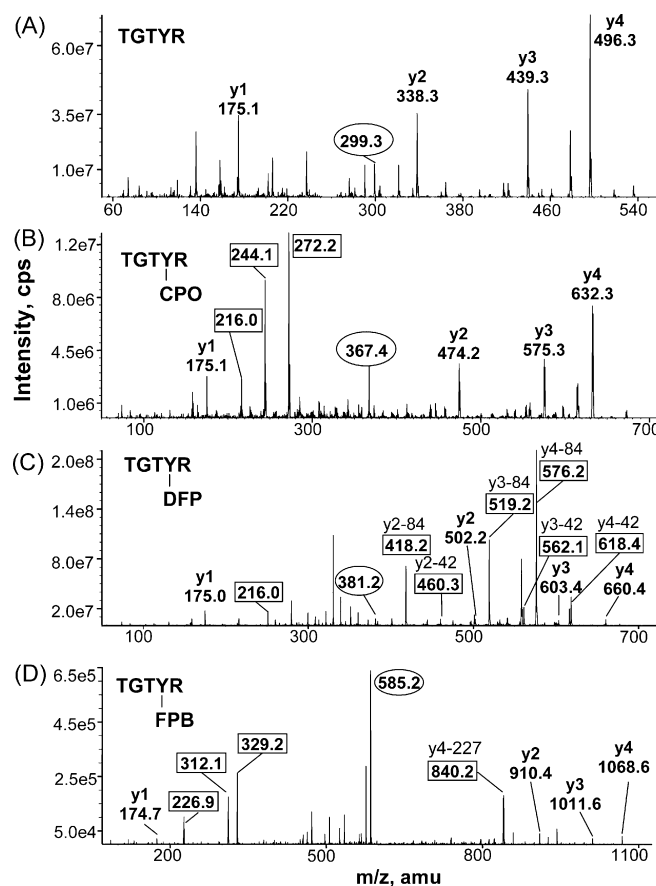 (A)
TGTYR
6.0e7
3.5e7
1.0e7
y1
175.1
299.3
y2
338.3
y3
439.3
y4
496.3
60 140 220 300 380 460 540
(B)
TGTYR
CPO
1.2e7
8.0e6
4.5e6
1.0e6
y1
175.1
216.0
244.1
272.2
367.4
y2
474.2
y3
575.3
y4
632.3
100 300 500 700
Intensity, cps
(C)
TGTYR
DFP
2.0e8
1.4e8
8.0e7
2.0e7
y1
175.0
216.0
381.2
y2-84
418.2
y2-42
460.3
y2
502.2
y3-84
519.2
y4-84
576.2
y3-42
562.1
y3
603.4
y4-42
618.4
y4
660.4
100 300 500 700
(D)
TGTYR
FPB
6.5e5
4.5e5
2.5e5
5.0e4
y1
174.7
226.9
312.1
329.2
585.2
y4-227
840.2
y2
910.4
y3
1011.6
y4
1068.6
200 500 800 1100
m/z, amu